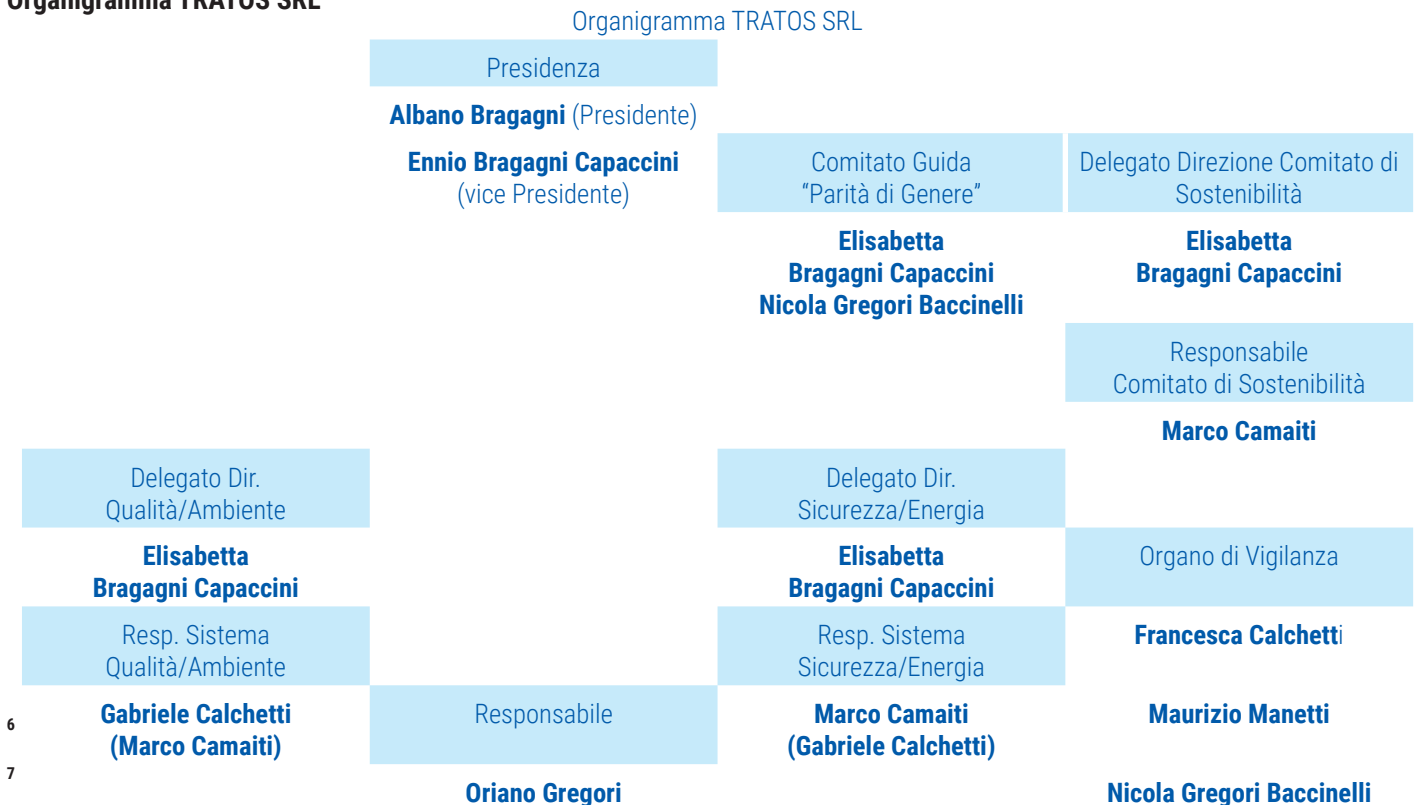 Organigramma TRATOS SRL
Organigramma TRATOS SRL
Presidenza
Albano Bragagni (Presidente)
Ennio Bragagni Capaccini
(vice Presidente)
Comitato Guida
“Parità di Genere”
Delegato Direzione Comitato di
Sostenibilità
Elisabetta
Bragagni Capaccini
Nicola Gregori Baccinelli
Elisabetta
Bragagni Capaccini
Responsabile
Comitato di Sostenibilità
Marco Camaiti
Delegato Dir.
Qualità/Ambiente
Delegato Dir.
Sicurezza/Energia
Elisabetta
Bragagni Capaccini
Elisabetta
Bragagni Capaccini
Organo di Vigilanza
Resp. Sistema
Qualità/Ambiente
Resp. Sistema
Sicurezza/Energia
Francesca Calchetti
Gabriele Calchetti
(Marco Camaiti)
Responsabile
Marco Camaiti
(Gabriele Calchetti)
Maurizio Manetti
6
7
Oriano Gregori
Nicola Gregori Baccinelli